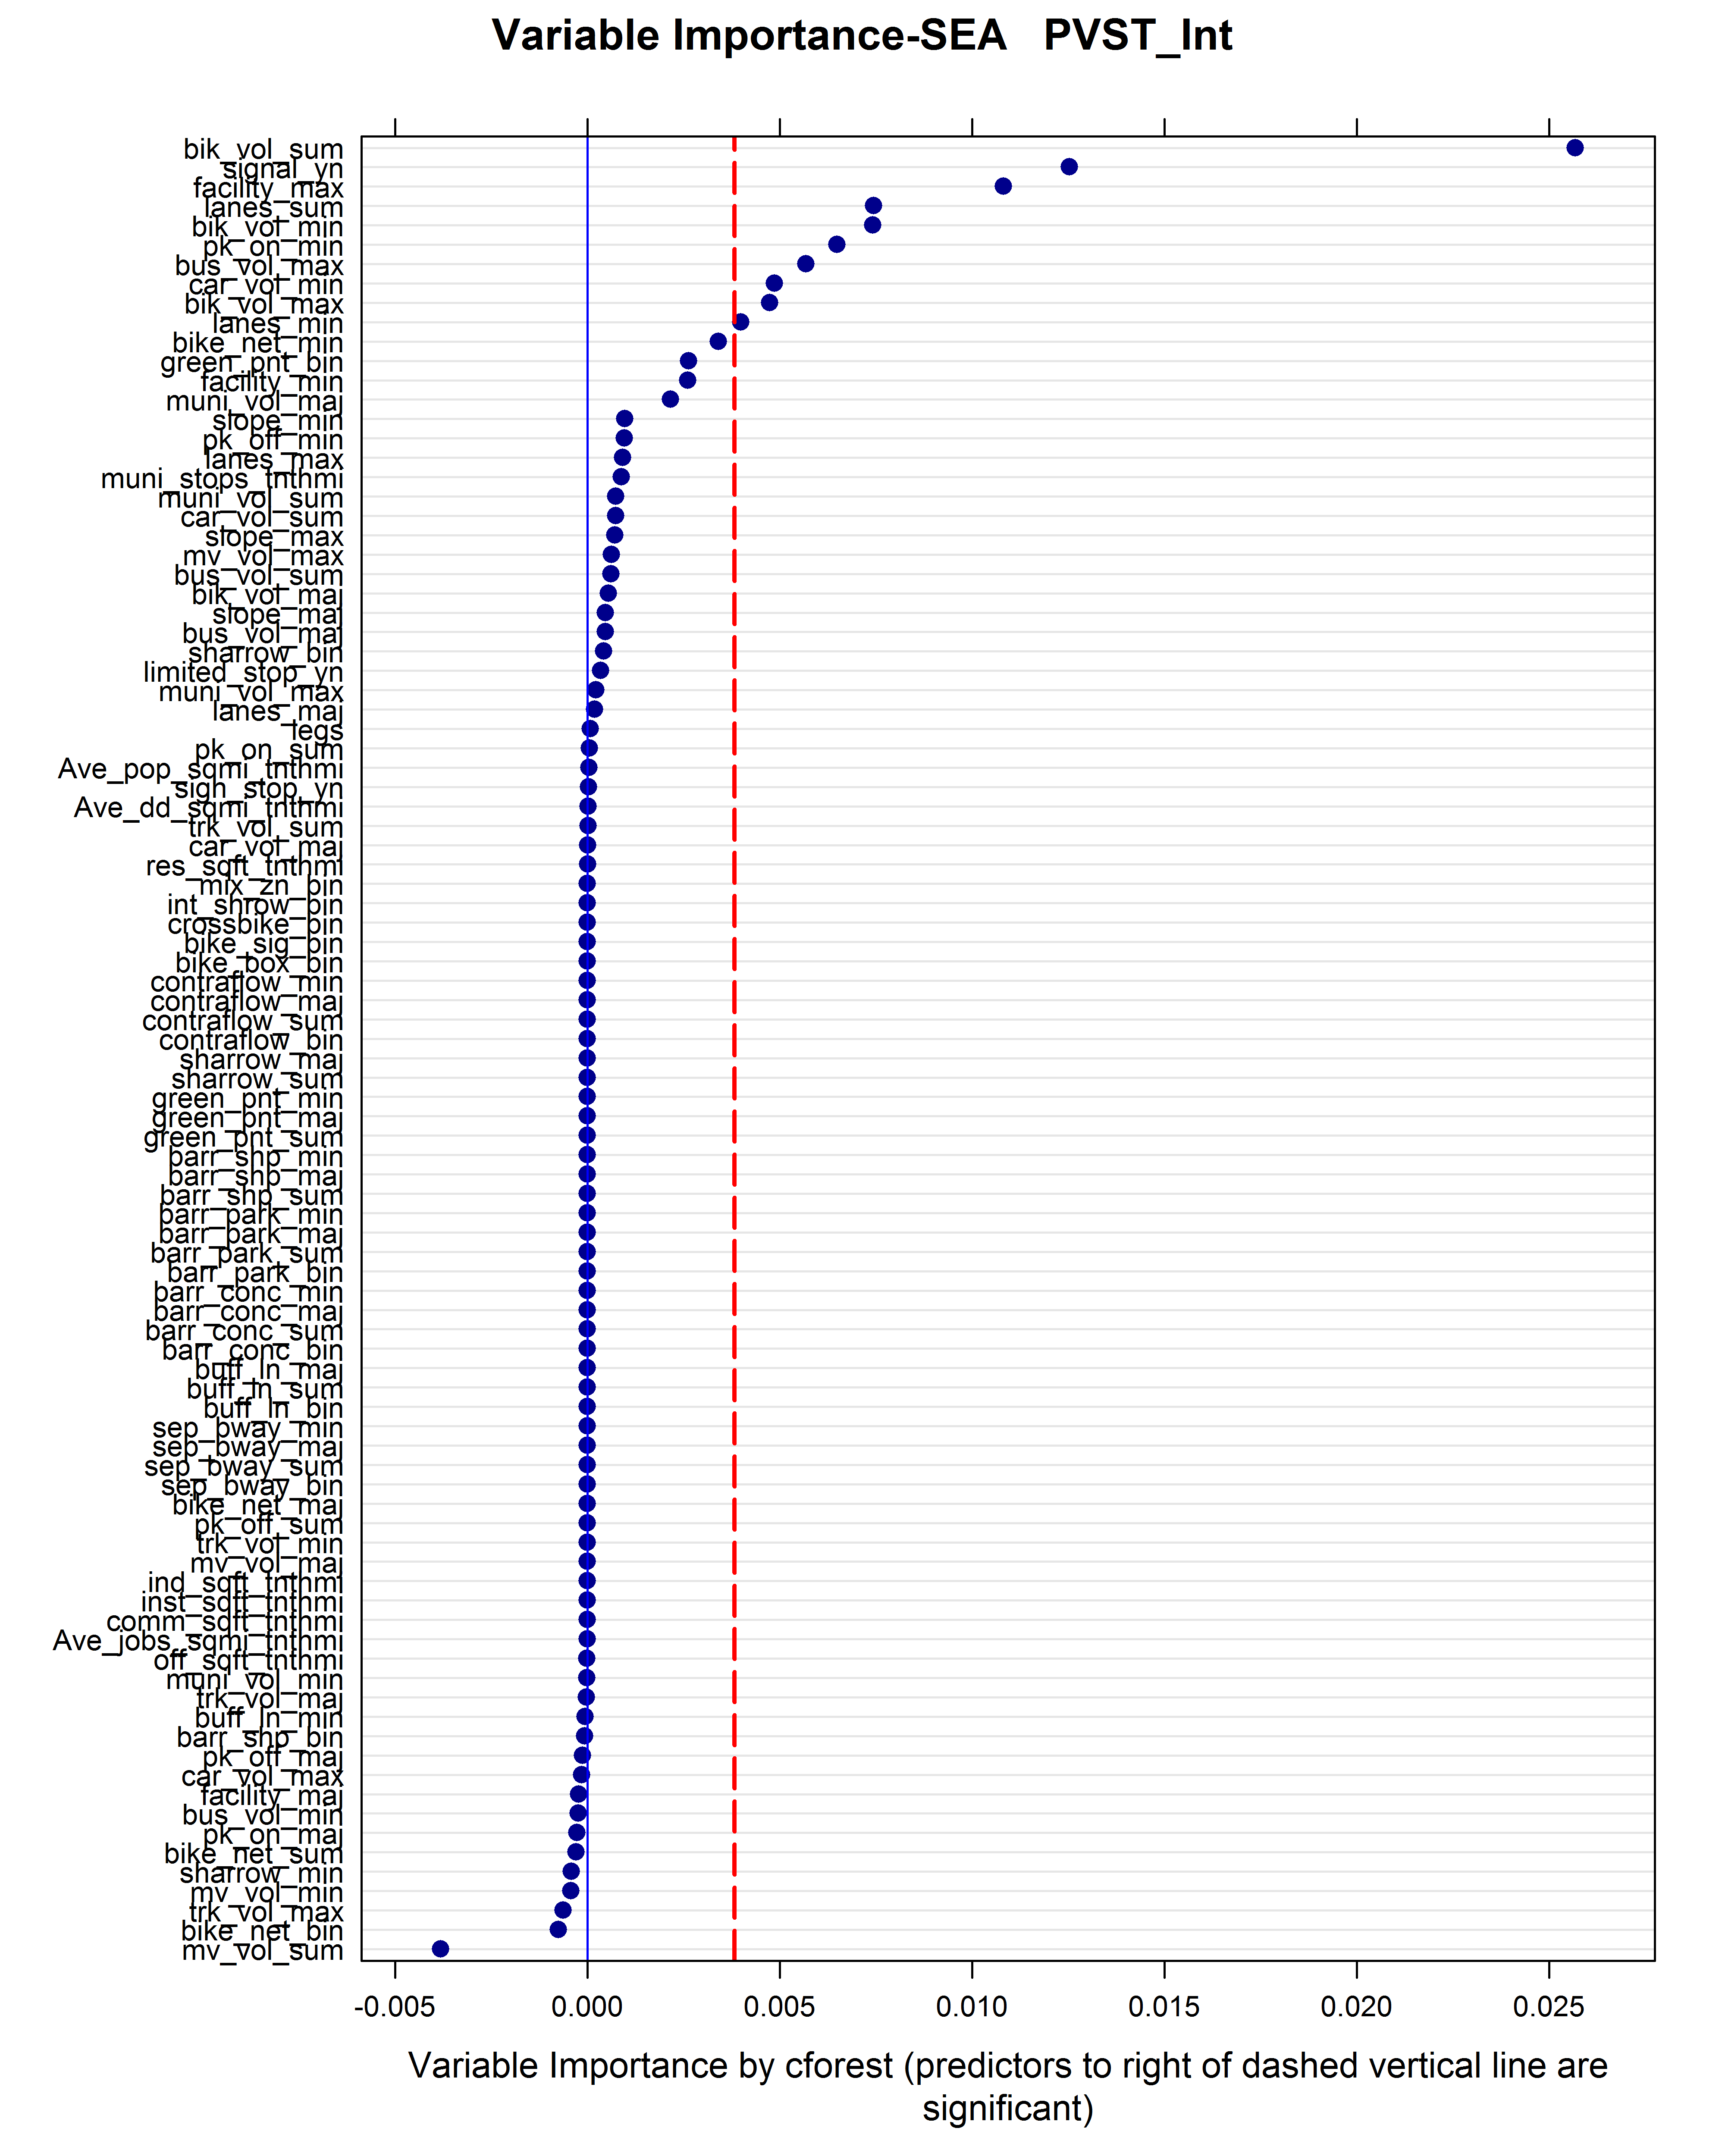 Variable Importance-SEA   PVST_Int
bik_vol_sum
signal_yn
facility_max
lanes_sum
bik_vol_min
pk_on_min
bus_vol_max
car_vol_min
bik_vol_max
lanes_min
bike_net_min
green_pnt_bin
facility_min
muni_vol_maj
slope_min
pk_off_min
lanes_max
muni_stops_tnthmi
muni_vol_sum
car_vol_sum
slope_max
mv_vol_max
bus_vol_sum
bik_vol_maj
slope_maj
bus_vol_maj
sharrow_bin
limited_stop_yn
muni_vol_max
lanes_maj
legs
pk_on_sum
Ave_pop_sqmi_tnthmi
sigh_stop_yn
Ave_dd_sqmi_tnthmi
trk_vol_sum
car_vol_maj
res_sqft_tnthmi
mix_zn_bin
int_shrow_bin
crossbike_bin
bike_sig_bin
bike_box_bin
contraflow_min
contraflow_maj
contraflow_sum
contraflow_bin
sharrow_maj
sharrow_sum
green_pnt_min
green_pnt_maj
green_pnt_sum
barr_shp_min
barr_shp_maj
barr_shp_sum
barr_park_min
barr_park_maj
barr_park_sum
barr_park_bin
barr_conc_min
barr_conc_maj
barr_conc_sum
barr_conc_bin
buff_ln_maj
buff_ln_sum
buff_ln_bin
sep_bway_min
sep_bway_maj
sep_bway_sum
sep_bway_bin
bike_net_maj
pk_off_sum
trk_vol_min
mv_vol_maj
ind_sqft_tnthmi
inst_sqft_tnthmi
comm_sqft_tnthmi
Ave_jobs_sqmi_tnthmi
off_sqft_tnthmi
muni_vol_min
trk_vol_maj
buff_ln_min
barr_shp_bin
pk_off_maj
car_vol_max
facility_maj
bus_vol_min
pk_on_maj
bike_net_sum
sharrow_min
mv_vol_min
trk_vol_max
bike_net_bin
mv_vol_sum
-0.005 0.000 0.005 0.010 0.015 0.020 0.025
Variable Importance by cforest (predictors to right of dashed vertical line are
significant)